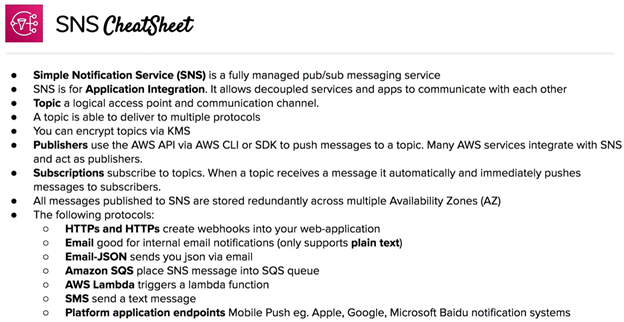 SNS CheatSheet
● Simple Notification Service (SNS) is a fully managed pub/sub messaging service
● SNS is for Application Integration. It allows decoupled services and apps to communicate with each other
● Topic a logical access point and communication channel.
● A topic is able to deliver to multiple protocols
● You can encrypt topics via KMS
● Publishers use the AWS API via AWS CLI or SDK to push messages to a topic. Many AWS services integrate with SNS
and act as publishers.
● Subscriptions subscribe to topics. When a topic receives a message it automatically and immediately pushes
messages to subscribers.
● All messages published to SNS are stored redundantly across multiple Availability Zones (AZ)
● The following protocols:
○ HTTPs and HTTPs create webhooks into your web-application
○ Email good for internal email notifications (only supports plain text)
○ Email-JSON sends you json via email
○ Amazon SQS place SNS message into SQS queue
○ AWS Lambda triggers a lambda function
○ SMS send a text message
○ Platform application endpoints Mobile Push eg. Apple, Google, Microsoft Baidu notification systems